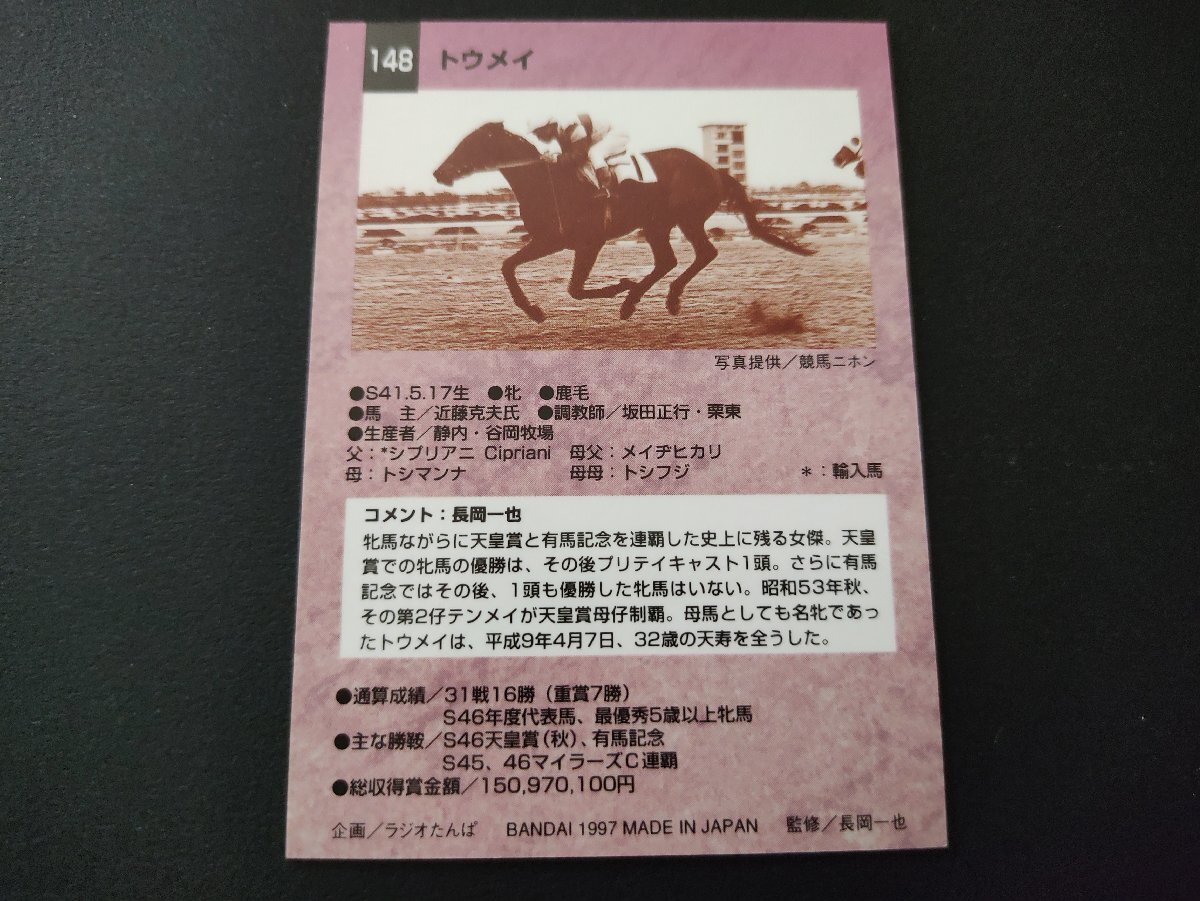 148 トウメイ
写真提供／競馬ニホン
●S41.5.17生 ●牝 ●鹿毛
●馬 主／近藤克夫氏 ●調教師／坂田正行・栗東
●生産者／静内・谷岡牧場
父：*シプリアニ Cipriani 母父：メイヂヒカリ
母：トシマンナ 母母：トシフジ ＊：輸入馬
コメント：長岡一也
牝馬ながらに天皇賞と有馬記念を連覇した史上に残る女傑。天皇
賞での牝馬の優勝は、その後プリテイキャスト1頭。さらに有馬
記念ではその後、1頭も優勝した牝馬はいない。昭和53年秋、
その第2仔テンメイが天皇賞母仔制覇。母馬としても名牝であっ
たトウメイは、平成9年4月7日、32歳の天寿を全うした。
●通算成績／31戦16勝（重賞7勝）
S46年度代表馬、最優秀5歳以上牝馬
●主な勝鞍／S46天皇賞（秋）、有馬記念
S45、46マイラーズC連覇
●総収得賞金額／150,970,100円
企画／ラジオたんぱ BANDAI 1997 MADE IN JAPAN 監修／長岡一也